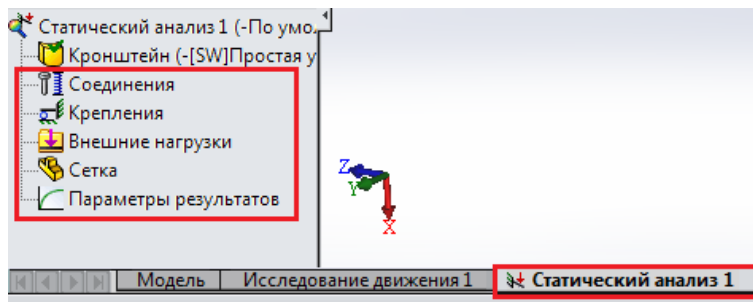 Статический анализ 1 (-По умо
Кронштейн (-[SW]Простая у
Соединения
Крепления
Внешние нагрузки
Сетка
Параметры результатов
Z
Y
X
Модель
Исследование движения 1
Статический анализ 1